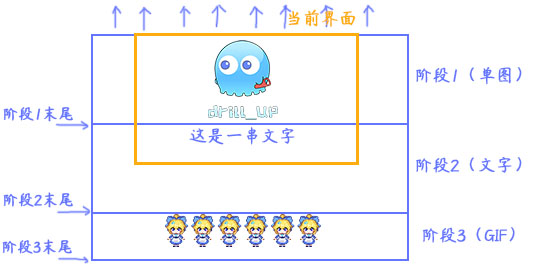 当前界面
阶段1（单图）
drill_up
阶段1末尾
这是一串文字
阶段2（文字）
阶段2末尾
阶段3（GIF）
阶段3末尾